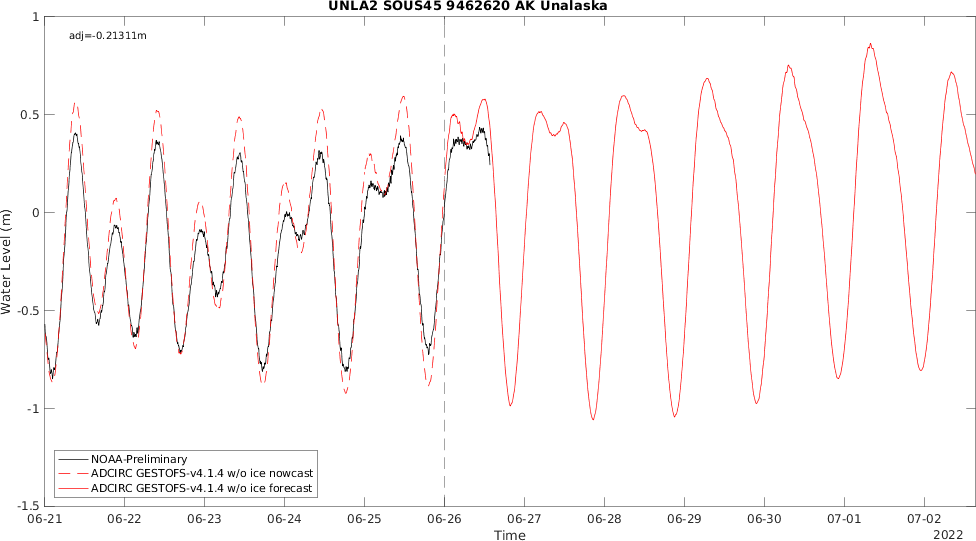 UNLA2 SOUS45 9462620 AK Unalaska
adj=-0.21311m
1
0.5
0
-0.5
-1
-1.5
Water Level (m)
NOAA-Preliminary
ADCIRC GESTOFS-v4.1.4 w/o ice nowcast
ADCIRC GESTOFS-v4.1.4 w/o ice forecast
06-21 06-22 06-23 06-24 06-25 06-26 06-27 06-28 06-29 06-30 07-01 07-02
Time
2022